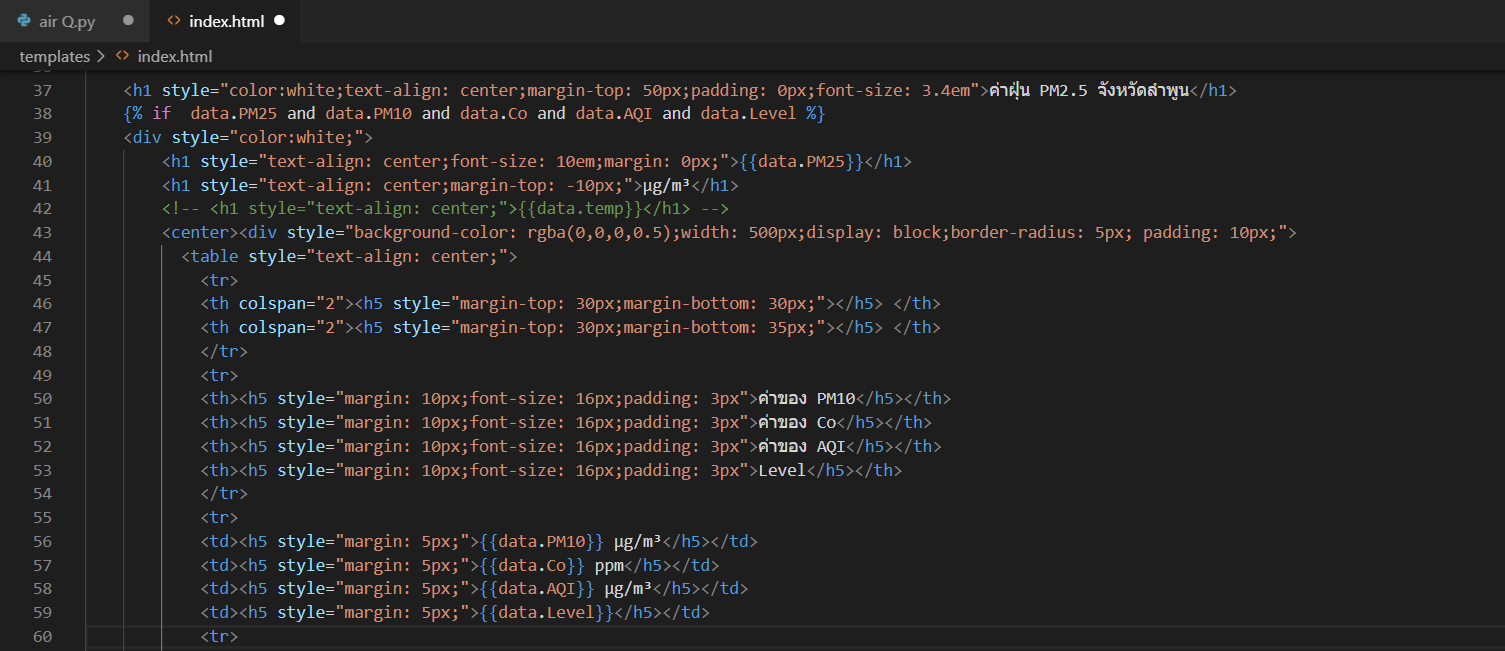 air Q.py index.html
templates > index.html
37 <h1 style="color:white;text-align: center;margin-top: 50px;padding: 0px;font-size: 3.4em">ค่าฝุ่น PM2.5 จังหวัดลำพูน</h1>
38 {% if  data.PM25 and data.PM10 and data.Co and data.AQI and data.Level %}
39 <div style="color:white;">
40 <h1 style="text-align: center;font-size: 10em;margin: 0px;">{{data.PM25}}</h1>
41 <h1 style="text-align: center;margin-top: -10px;">µg/m³</h1>
42 <!-- <h1 style="text-align: center;">{{data.temp}}</h1> -->
43 <center><div style="background-color: rgba(0,0,0,0.5);width: 500px;display: block;border-radius: 5px; padding: 10px;">
44 <table style="text-align: center;">
45 <tr>
46 <th colspan="2"><h5 style="margin-top: 30px;margin-bottom: 30px;"></h5> </th>
47 <th colspan="2"><h5 style="margin-top: 30px;margin-bottom: 35px;"></h5> </th>
48 </tr>
49 <tr>
50 <th><h5 style="margin: 10px;font-size: 16px;padding: 3px">ค่าของ PM10</h5></th>
51 <th><h5 style="margin: 10px;font-size: 16px;padding: 3px">ค่าของ Co</h5></th>
52 <th><h5 style="margin: 10px;font-size: 16px;padding: 3px">ค่าของ AQI</h5></th>
53 <th><h5 style="margin: 10px;font-size: 16px;padding: 3px">Level</h5></th>
54 </tr>
55 <tr>
56 <td><h5 style="margin: 5px;">{{data.PM10}} µg/m³</h5></td>
57 <td><h5 style="margin: 5px;">{{data.Co}} ppm</h5></td>
58 <td><h5 style="margin: 5px;">{{data.AQI}} µg/m³</h5></td>
59 <td><h5 style="margin: 5px;">{{data.Level}}</h5></td>
60 <tr>